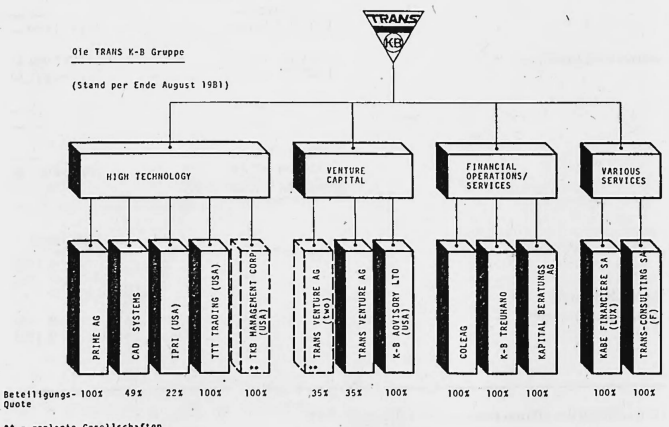 TRANS
KB
Die TRANS K-B Gruppe
(Stand per Ende August 1981)
HIGH TECHNOLOGY
VENTURE
CAPITAL
FINANCIAL
OPERATIONS/
SERVICES
VARIOUS
SERVICES
PRIME AG
CAD SYSTEMS
IPRI (USA)
TTT TRADING (USA)
** TKB MANAGEMENT CORP
(USA)
** TRANS VENTURE AG
(two)
TRANS VENTURE AG
K-B ADVISORY LTD
(USA)
COLEAG
K-B TREUHAND
KAPITAL BERATUNGS
AG
KABE FINANCIERE SA
(LUX)
TRANS-CONSULTING SA
(F)
Beteiligungs- 100% 49% 22% 100% 100% 35% 35% 100% 100% 100% 100% 100% 100%
Quote
** = geplante Gesellschaften